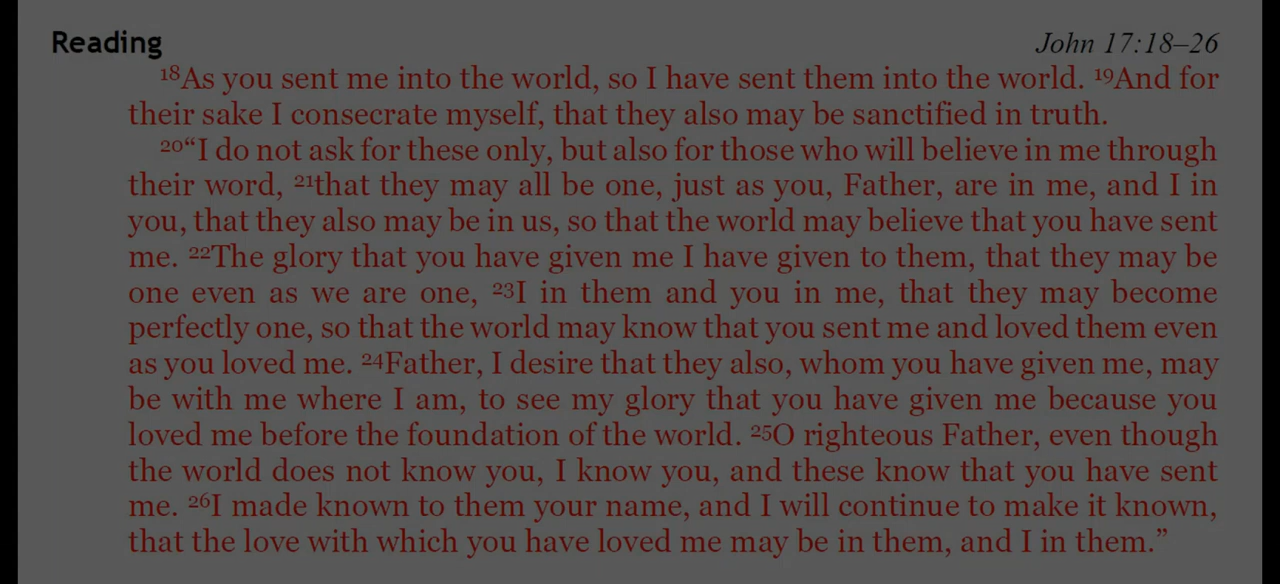 Reading John 17:18–26
¹⁸As you sent me into the world, so I have sent them into the world. ¹⁹And for
their sake I consecrate myself, that they also may be sanctified in truth.
²⁰“I do not ask for these only, but also for those who will believe in me through
their word, ²¹that they may all be one, just as you, Father, are in me, and I in
you, that they also may be in us, so that the world may believe that you have sent
me. ²²The glory that you have given me I have given to them, that they may be
one even as we are one, ²³I in them and you in me, that they may become
perfectly one, so that the world may know that you sent me and loved them even
as you loved me. ²⁴Father, I desire that they also, whom you have given me, may
be with me where I am, to see my glory that you have given me because you
loved me before the foundation of the world. ²⁵O righteous Father, even though
the world does not know you, I know you, and these know that you have sent
me. ²⁶I made known to them your name, and I will continue to make it known,
that the love with which you have loved me may be in them, and I in them.”